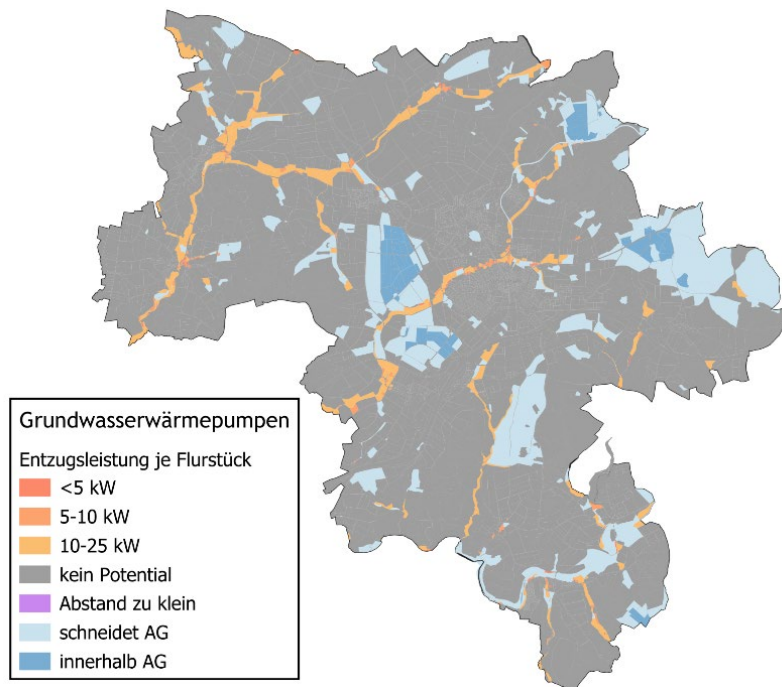 Grundwasserwärmepumpen
Entzugsleistung je Flurstück
<5 kW
5-10 kW
10-25 kW
kein Potential
Abstand zu klein
schneidet AG
innerhalb AG